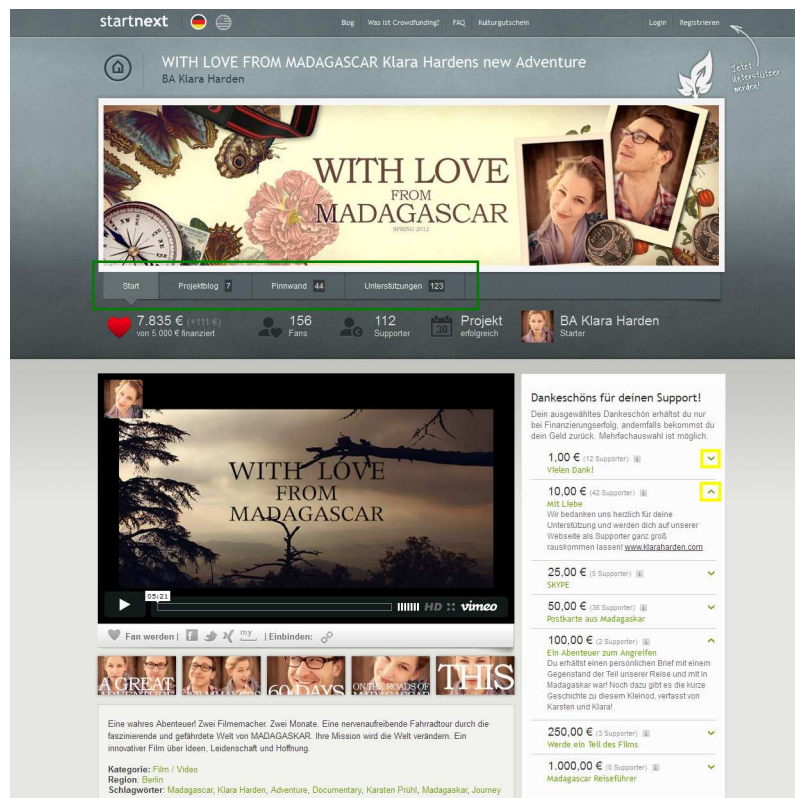 startnext
Blog Was ist Crowdfunding? FAQ Kulturgutschein
Login Registrieren
WITH LOVE FROM MADAGASCAR Klara Hardens new Adventure
BA Klara Harden
Jetzt
Unterstützer
werden!
WITH LOVE
FROM
MADAGASCAR
SPRING 2012
Start Projektblog 7 Pinnwand 44 Unterstützungen 123
7.835 € (+111 €)
von 5.000 € finanziert
156
Fans
112
Supporter
30
Projekt
erfolgreich
BA Klara Harden
Starter
WITH LOVE
FROM
MADAGASCAR
05:21
HD vimeo
Fan werden | f my | Einbinden:
A GREAT
60 DAYS
ON THE ROADS OF
THIS
Eine wahres Abenteuer! Zwei Filmemacher. Zwei Monate. Eine nervenaufreibende Fahrradtour durch die
faszinierende und gefährdete Welt von MADAGASKAR. Ihre Mission wird die Welt verändern. Ein
innovativer Film über Ideen, Leidenschaft und Hoffnung.
Kategorie: Film / Video
Region: Berlin
Schlagwörter: Madagascar, Klara Harden, Adventure, Documentary, Karsten Prühl, Madagaskar, Journey
Dankeschöns für deinen Support!
Dein ausgewähltes Dankeschön erhältst du nur
bei Finanzierungserfolg, andernfalls bekommst du
dein Geld zurück. Mehrfachauswahl ist möglich.
1,00 € (12 Supporter) i
Vielen Dank!
10,00 € (42 Supporter) i
Mit Liebe
Wir bedanken uns herzlich für deine
Unterstützung und werden dich auf unserer
Webseite als Supporter ganz groß
rauskommen lassen! www.klaraharden.com
25,00 € (5 Supporter) i
SKYPE
50,00 € (36 Supporter) i
Postkarte aus Madagaskar
100,00 € (2 Supporter) i
Ein Abenteuer zum Angreifen
Du erhältst einen persönlichen Brief mit einem
Gegenstand der Teil unserer Reise und mit in
Madagaskar war! Noch dazu gibt es die kurze
Geschichte zu diesem Kleinod, verfasst von
Karsten und Klara!
250,00 € (3 Supporter) i
Werde ein Teil des Films
1.000,00 € (0 Supporter) i
Madagascar Reiseführer